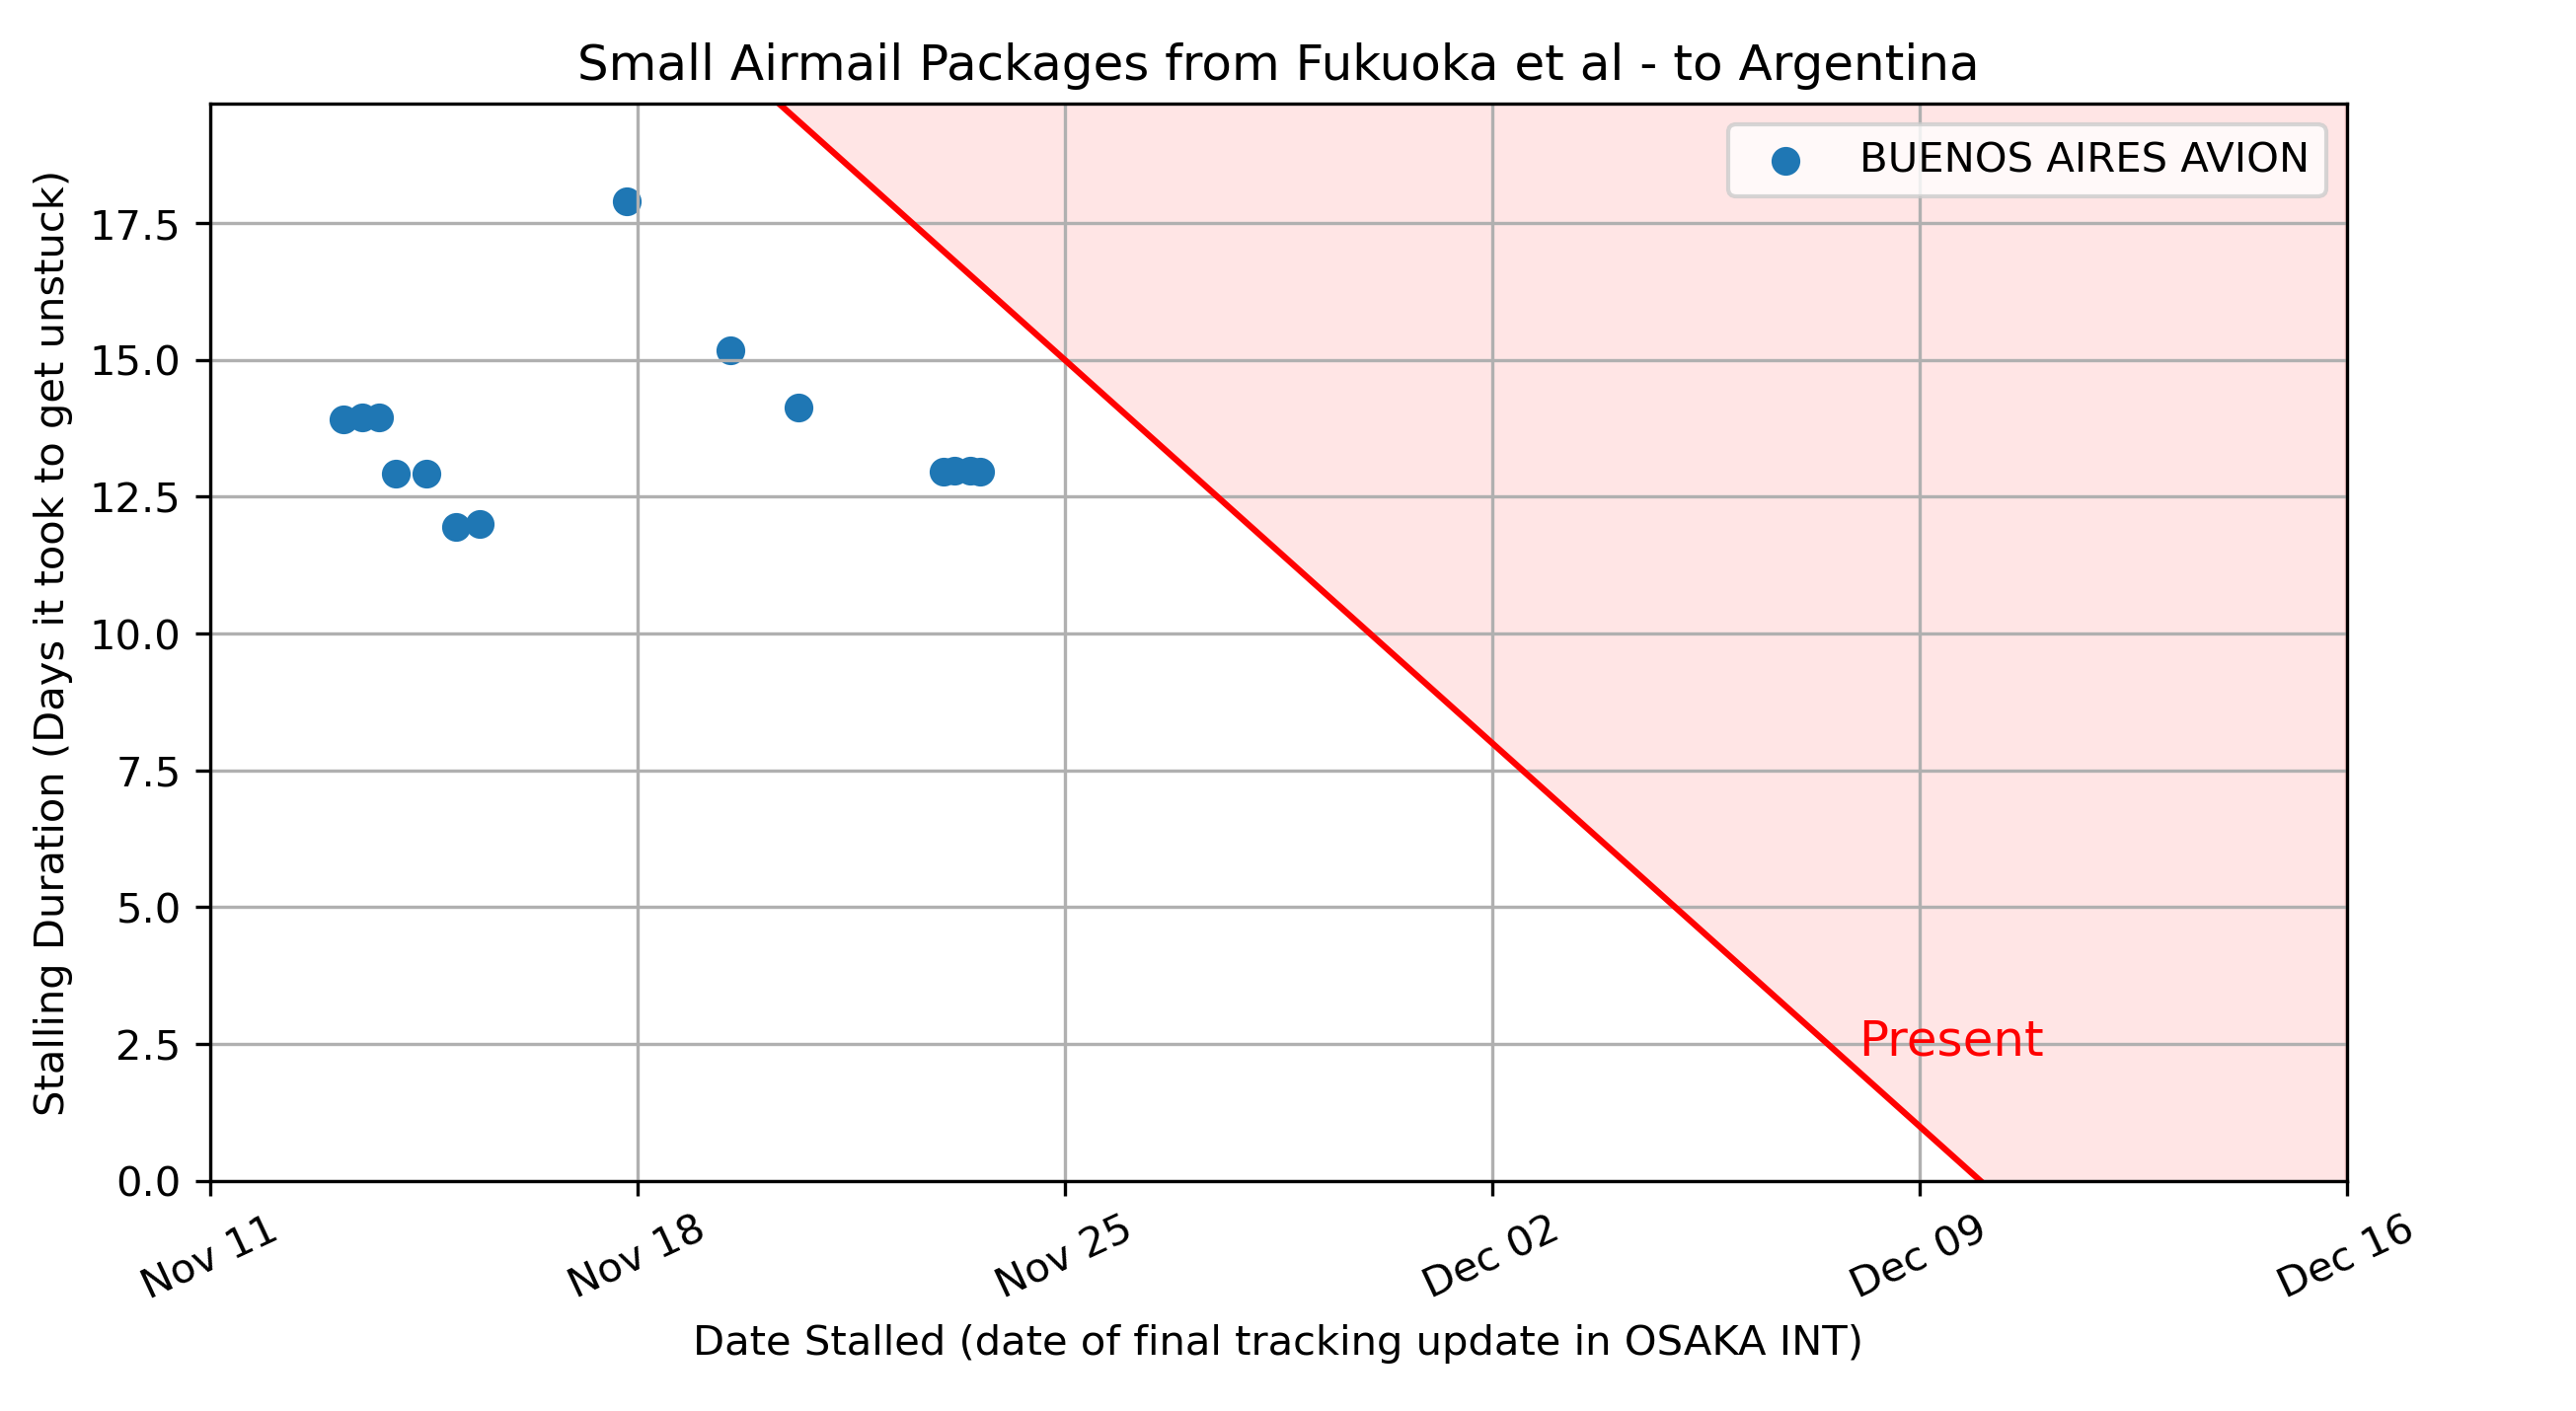 Small Airmail Packages from Fukuoka et al - to Argentina
BUENOS AIRES AVION
Stalling Duration (Days it took to get unstuck)
17.5
15.0
12.5
10.0
7.5
5.0
2.5
0.0
Present
Nov 11
Nov 18
Nov 25
Dec 02
Dec 09
Dec 16
Date Stalled (date of final tracking update in OSAKA INT)